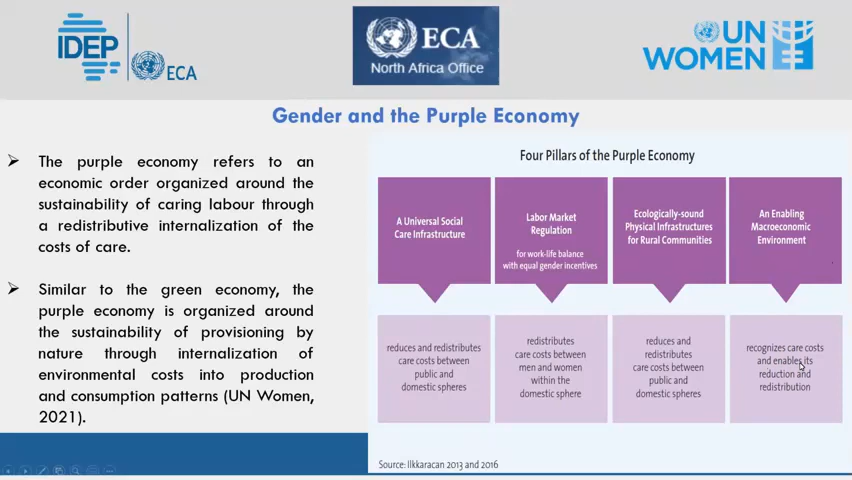 IDEP
ECA
ECA
North Africa Office
UN
WOMEN
Gender and the Purple Economy
➢ The purple economy refers to an
economic order organized around the
sustainability of caring labour through
a redistributive internalization of the
costs of care.
➢ Similar to the green economy, the
purple economy is organized around
the sustainability of provisioning by
nature through internalization of
environmental costs into production
and consumption patterns (UN Women,
2021).
Four Pillars of the Purple Economy
A Universal Social
Care Infrastructure
reduces and redistributes
care costs between
public and
domestic spheres
Labor Market
Regulation
for work-life balance
with equal gender incentives
redistributes
care costs between
men and women
within the
domestic sphere
Ecologically-sound
Physical Infrastructures
for Rural Communities
reduces and
redistributes
care costs between
public and
domestic spheres
An Enabling
Macroeconomic
Environment
recognizes care costs
and enables its
reduction and
redistribution
Source: Ilkkaracan 2013 and 2016